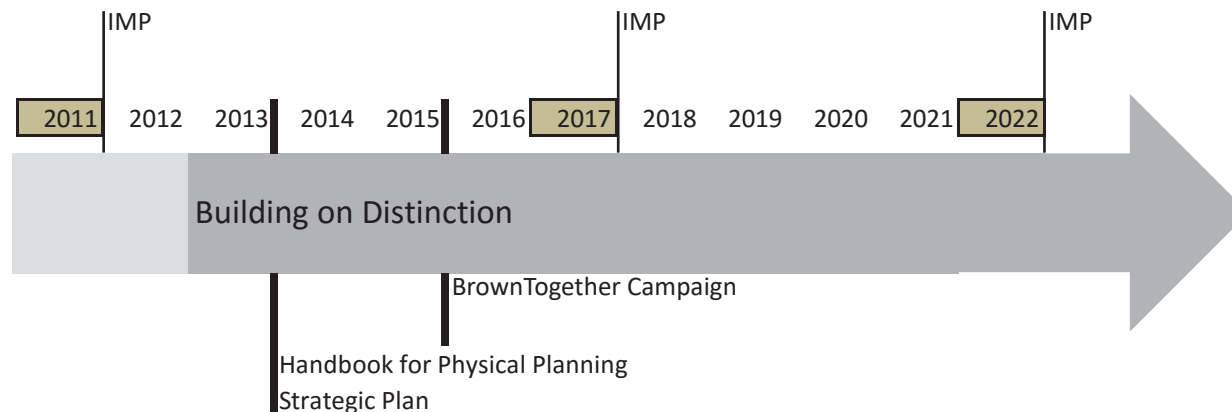 IMP IMP IMP
2011 2012 2013 2014 2015 2016 2017 2018 2019 2020 2021 2022
Building on Distinction
BrownTogether Campaign
Handbook for Physical Planning
Strategic Plan